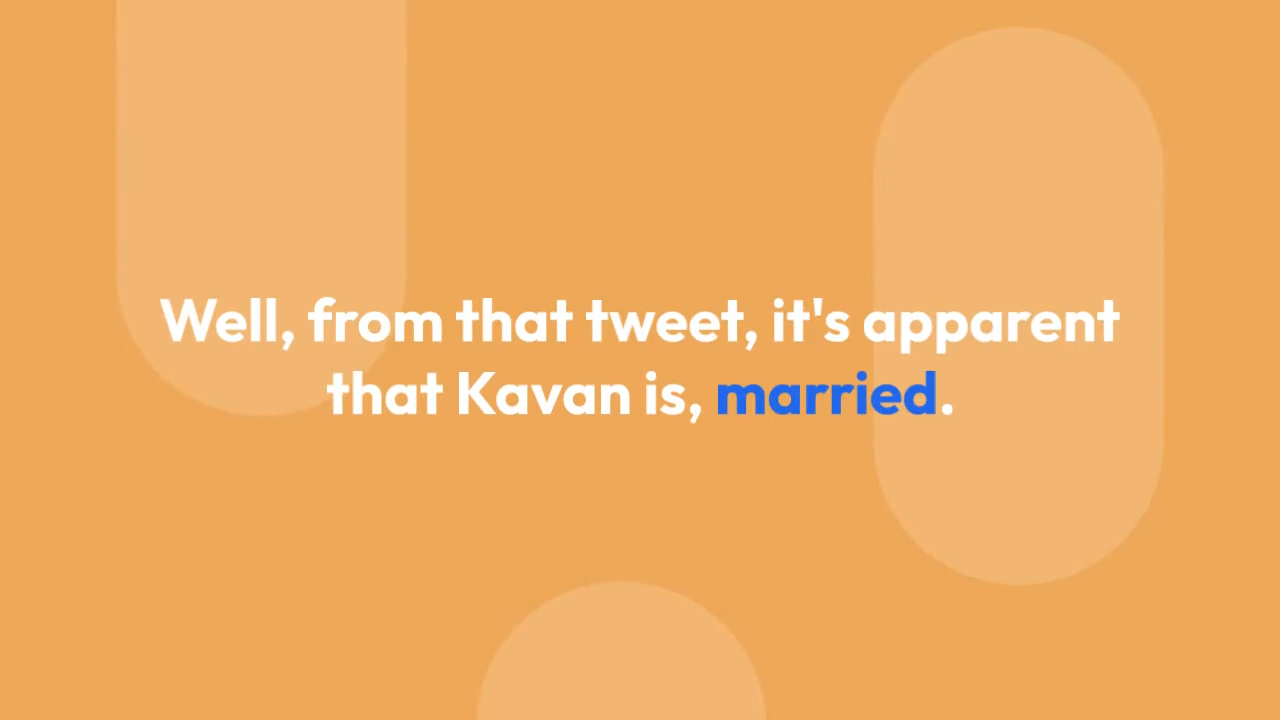 Well, from that tweet, it's apparent
that Kavan is, married.